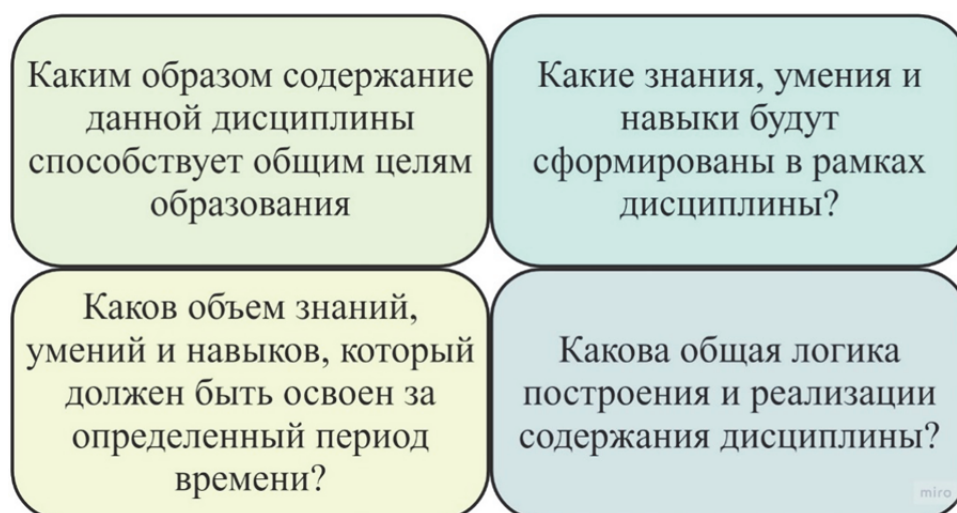 Каким образом содержание
данной дисциплины
способствует общим целям
образования
Какие знания, умения и
навыки будут
сформированы в рамках
дисциплины?
Каков объем знаний,
умений и навыков, который
должен быть освоен за
определенный период
времени?
Какова общая логика
построения и реализации
содержания дисциплины?
miro